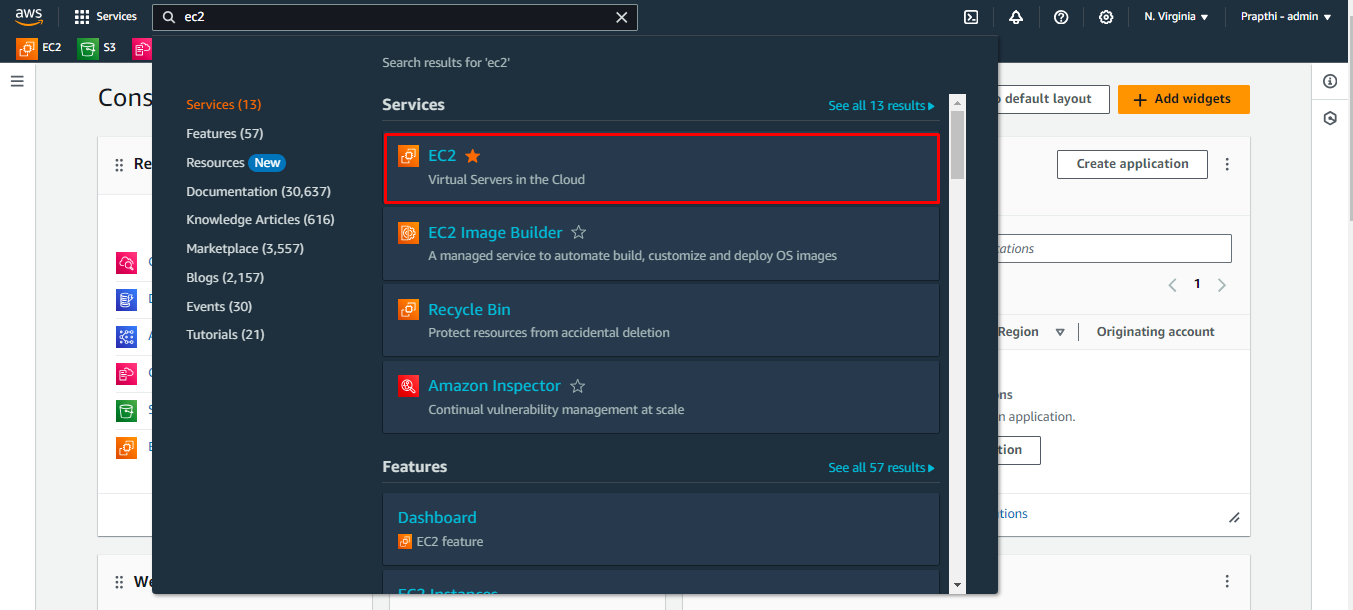 aws
Services
ec2
N. Virginia
Prapthi - admin
EC2
S3
Search results for 'ec2'
Services (13)
Features (57)
Resources New
Documentation (30,637)
Knowledge Articles (616)
Marketplace (3,557)
Blogs (2,157)
Events (30)
Tutorials (21)
Services
See all 13 results
EC2
Virtual Servers in the Cloud
EC2 Image Builder
A managed service to automate build, customize and deploy OS images
Recycle Bin
Protect resources from accidental deletion
Amazon Inspector
Continual vulnerability management at scale
Features
See all 57 results
Dashboard
EC2 feature
EC2 Instances
Cons
default layout
Add widgets
Re
Create application
1
Region
Originating account
application.
We